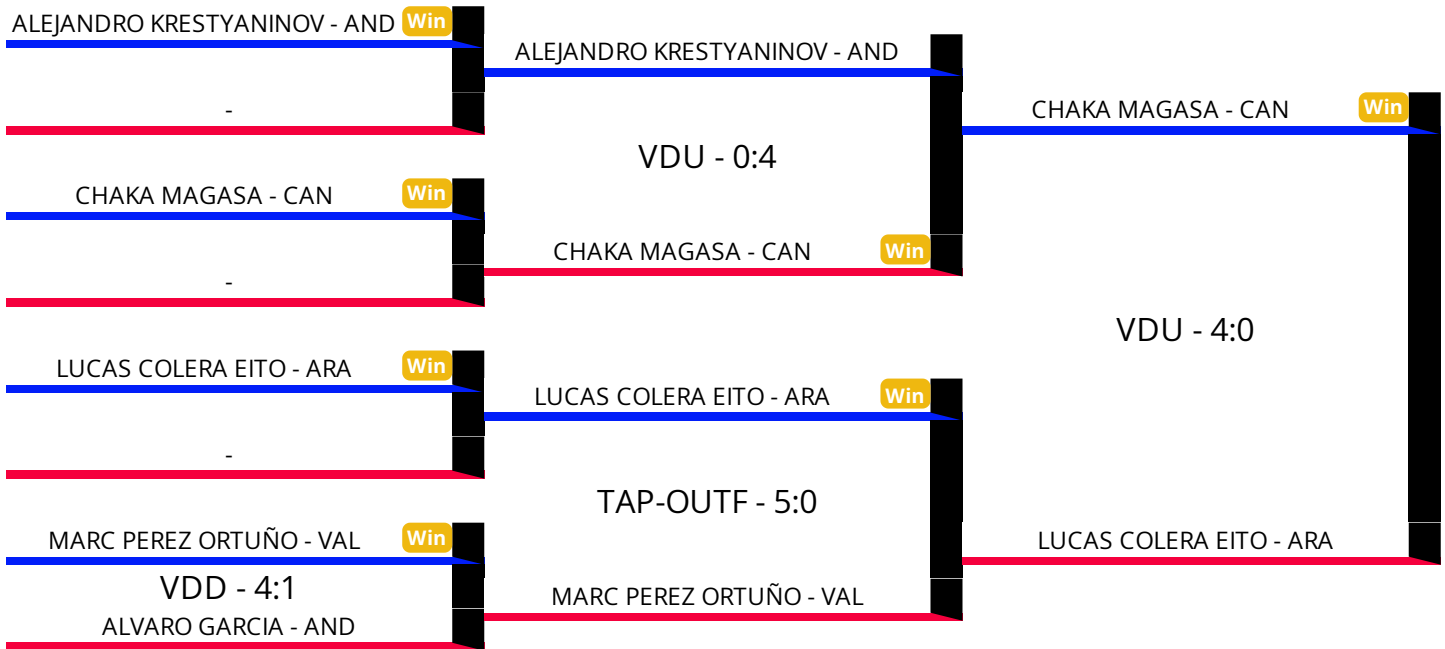 ALEJANDRO KRESTYANINOV - AND Win
-
CHAKA MAGASA - CAN Win
-
LUCAS COLERA EITO - ARA Win
-
MARC PEREZ ORTUÑO - VAL Win
VDD - 4:1
ALVARO GARCIA - AND
ALEJANDRO KRESTYANINOV - AND
VDU - 0:4
CHAKA MAGASA - CAN Win
LUCAS COLERA EITO - ARA Win
TAP-OUTF - 5:0
MARC PEREZ ORTUÑO - VAL
CHAKA MAGASA - CAN Win
VDU - 4:0
LUCAS COLERA EITO - ARA